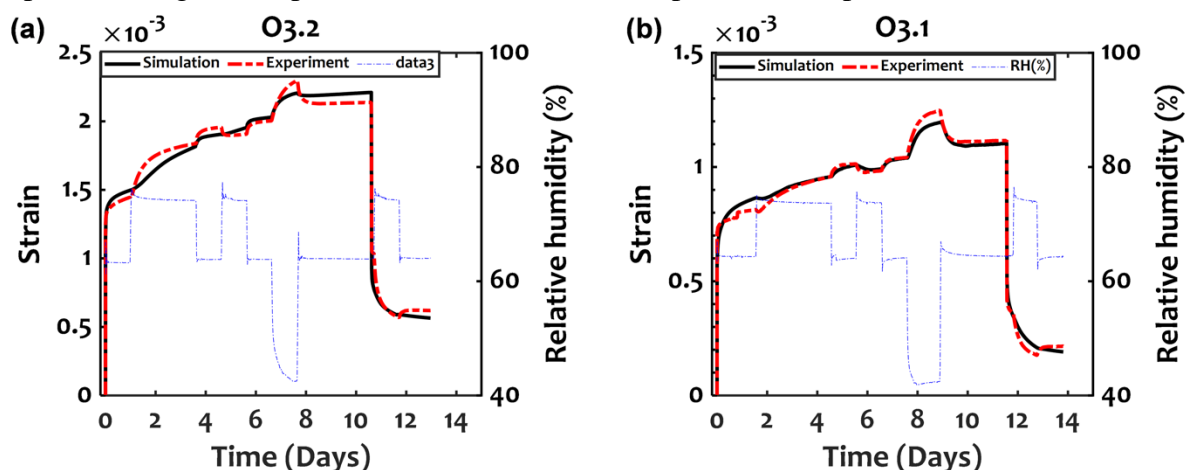 (a) ×10⁻³ O3.2
Simulation Experiment data3
2.5
2
1.5
1
0.5
0
Strain
100
80
60
40
Relative humidity (%)
0 2 4 6 8 10 12 14
Time (Days)
(b) ×10⁻³ O3.1
Simulation Experiment RH(%)
1.5
1
0.5
0
Strain
100
80
60
40
Relative humidity (%)
0 2 4 6 8 10 12 14
Time (Days)